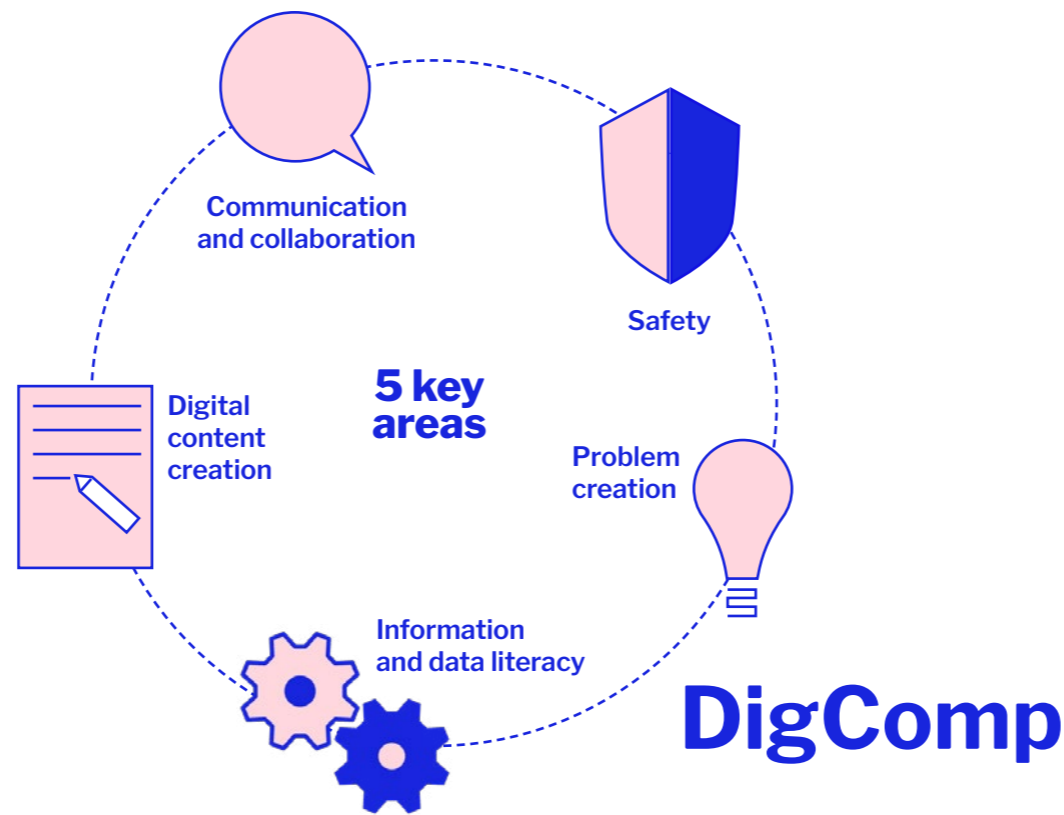 Communication
and collaboration
Safety
5 key
areas
Digital
content
creation
Problem
creation
Information
and data literacy
DigComp